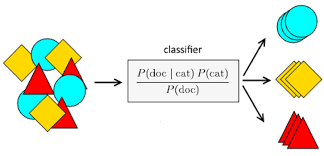 classifier
P(doc | cat) P(cat)
P(doc)